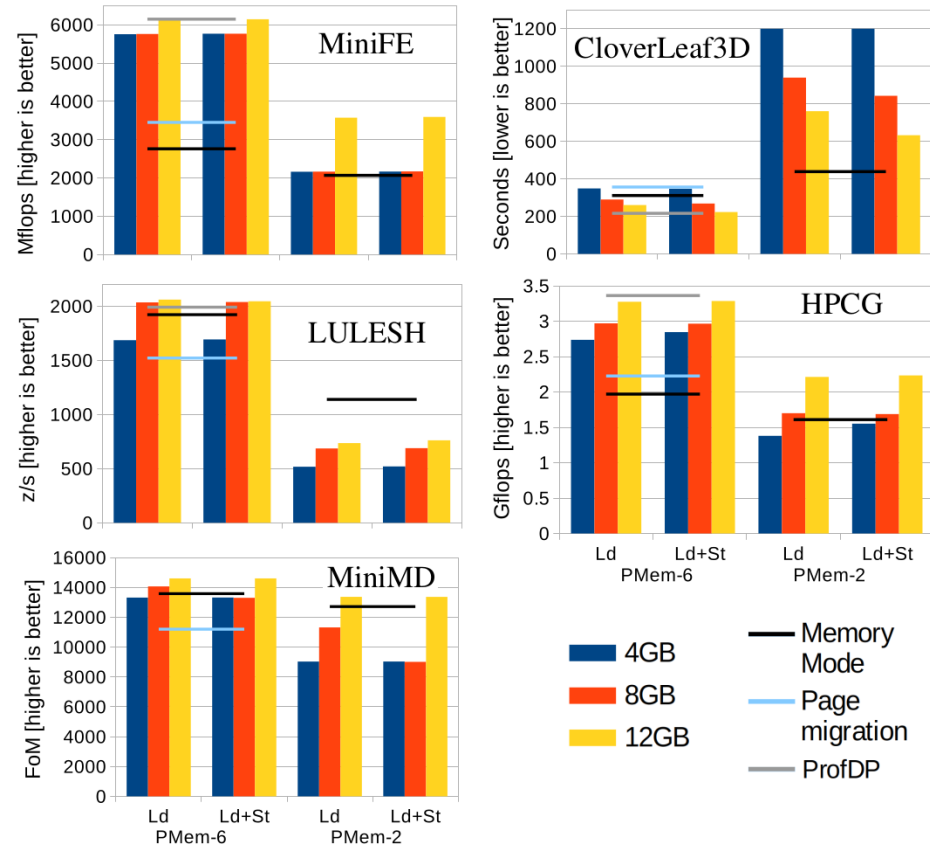 MiniFE
Mflops [higher is better]
6000
5000
4000
3000
2000
1000
0
CloverLeaf3D
Seconds [lower is better]
1200
1000
800
600
400
200
0
LULESH
z/s [higher is better]
2000
1500
1000
500
0
HPCG
Gflops [higher is better]
3.5
3
2.5
2
1.5
1
0.5
0
Ld
Ld+St
Ld
Ld+St
PMem-6
PMem-2
MiniMD
FoM [higher is better]
16000
14000
12000
10000
8000
6000
4000
2000
0
Ld
Ld+St
Ld
Ld+St
PMem-6
PMem-2
4GB
8GB
12GB
Memory
Mode
Page
migration
ProfDP